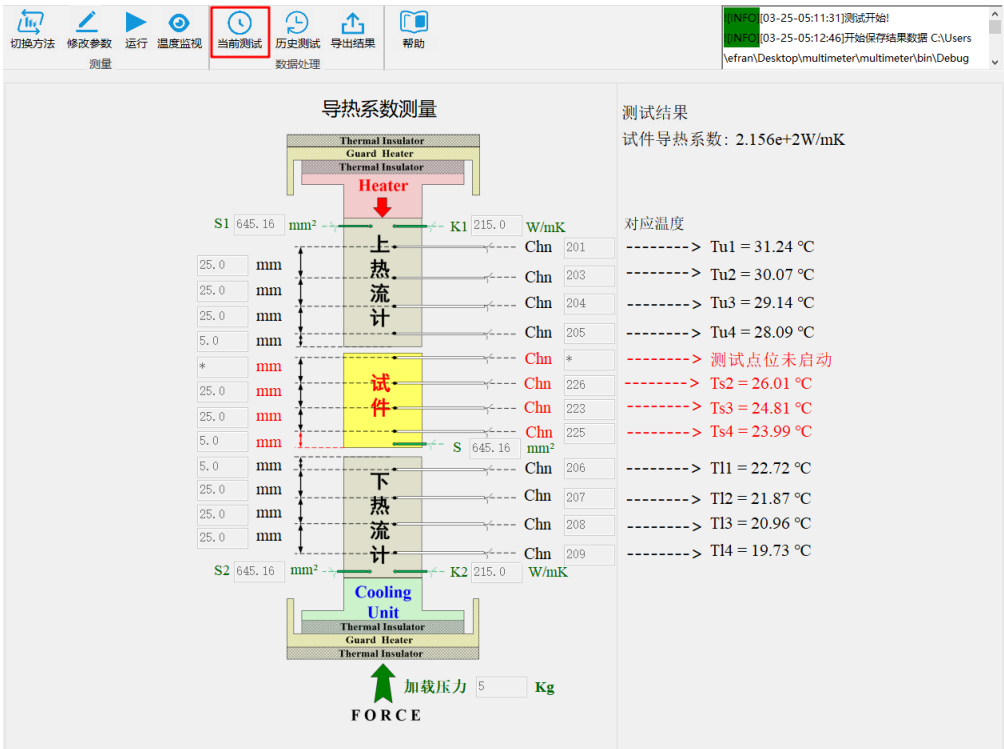 切换方法 修改参数 运行 温度监视 当前测试 历史测试 导出结果 帮助
测量 数据处理
![INFO][03-25-05:11:31]测试开始!
![INFO][03-25-05:12:46]开始保存结果数据 C:\Users
\efran\Desktop\multimeter\multimeter\bin\Debug
导热系数测量
测试结果
试件导热系数: 2.156e+2W/mK
Thermal Insulator
Guard Heater
Thermal Insulator
Heater
S1 645.16 mm² K1 215.0 W/mK
对应温度
上热流计
Chn 201 --------> Tu1 = 31.24 ℃
25.0 mm
Chn 203 --------> Tu2 = 30.07 ℃
25.0 mm
Chn 204 --------> Tu3 = 29.14 ℃
25.0 mm
Chn 205 --------> Tu4 = 28.09 ℃
5.0 mm
试件
Chn * --------> 测试点位未启动
* mm
Chn 226 --------> Ts2 = 26.01 ℃
25.0 mm
Chn 223 --------> Ts3 = 24.81 ℃
25.0 mm
Chn 225 --------> Ts4 = 23.99 ℃
5.0 mm
S 645.16 mm²
下热流计
5.0 mm Chn 206 --------> Tl1 = 22.72 ℃
25.0 mm Chn 207 --------> Tl2 = 21.87 ℃
25.0 mm Chn 208 --------> Tl3 = 20.96 ℃
25.0 mm Chn 209 --------> Tl4 = 19.73 ℃
S2 645.16 mm² K2 215.0 W/mK
Cooling
Unit
Thermal Insulator
Guard Heater
Thermal Insulator
加载压力 5 Kg
FORCE